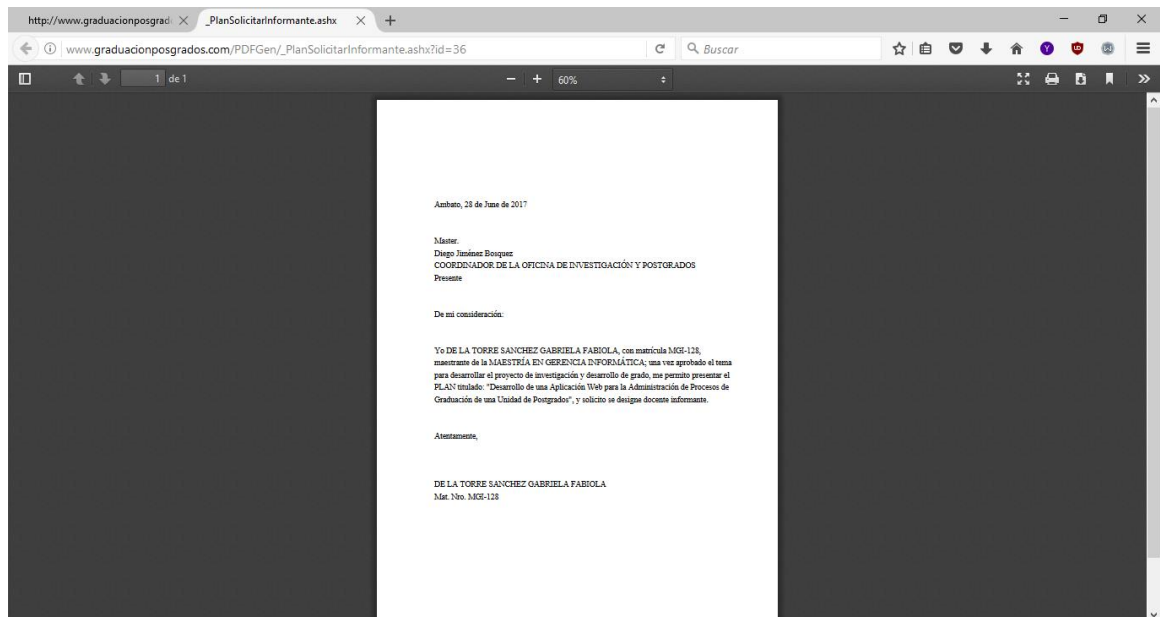 http://www.graduacionposgrad
_PlanSolicitarInformante.ashx
www.graduacionposgrados.com/PDFGen/_PlanSolicitarInformante.ashx?id=36
Buscar
1 de 1
60%
Ambato, 28 de June de 2017
Master.
Diego Jiménez Bosquez
COORDINADOR DE LA OFICINA DE INVESTIGACIÓN Y POSTGRADOS
Presente
De mi consideración:
Yo DE LA TORRE SANCHEZ GABRIELA FABIOLA, con matrícula MGI-128,
maestrante de la MAESTRÍA EN GERENCIA INFORMÁTICA; una vez aprobado el tema
para desarrollar el proyecto de investigación y desarrollo de grado, me permito presentar el
PLAN titulado: "Desarrollo de una Aplicación Web para la Administración de Procesos de
Graduación de una Unidad de Postgrados", y solicito se designe docente informante.
Atentamente,
DE LA TORRE SANCHEZ GABRIELA FABIOLA
Mat. Nro. MGI-128